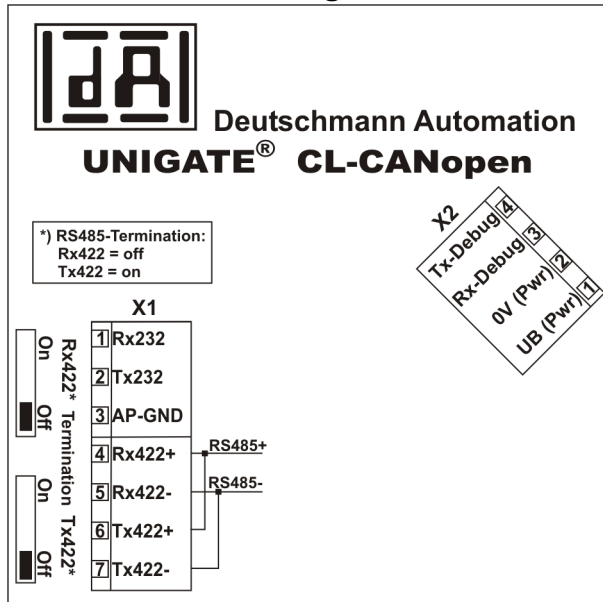 dA
Deutschmann Automation
UNIGATE® CL-CANopen
*) RS485-Termination:
Rx422 = off
Tx422 = on
X2
Tx-Debug 4
Rx-Debug 3
0V (Pwr) 2
UB (Pwr) 1
X1
1 Rx232
2 Tx232
3 AP-GND
4 Rx422+
5 Rx422-
6 Tx422+
7 Tx422-
RS485+
RS485-
Rx422* Termination Tx422*
On
Off
On
Off